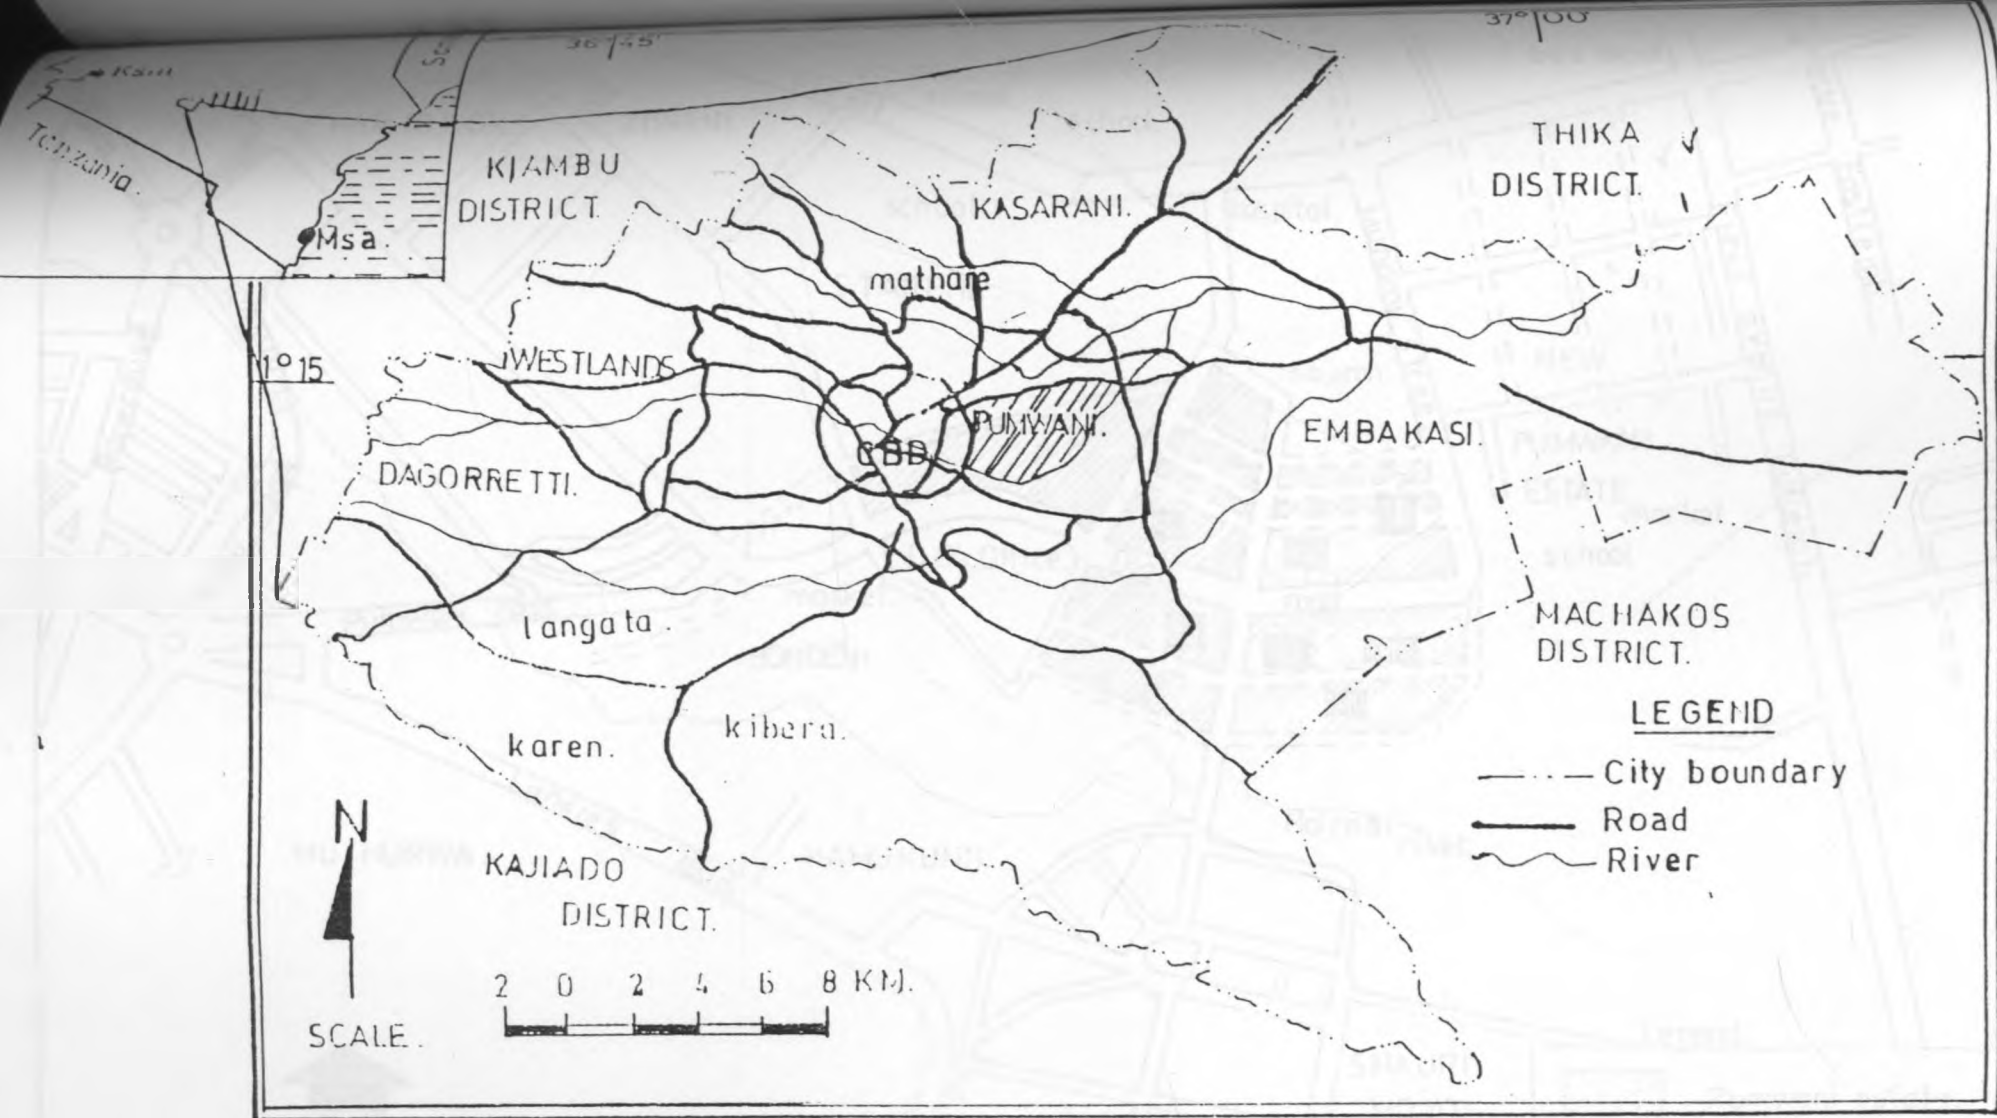 36 45'
37° 00'
Tanzania.
Msa.
KIAMBU
DISTRICT.
THIKA
DISTRICT.
KASARANI.
mathare
1° 15
WESTLANDS
PUMWANI.
CBD
EMBAKASI.
DAGORRETTI.
langata.
karen.
kibera.
MACHAKOS
DISTRICT.
LEGEND
City boundary
Road
River
N
KAJIADO
DISTRICT.
2 0 2 4 6 8 KM.
SCALE.